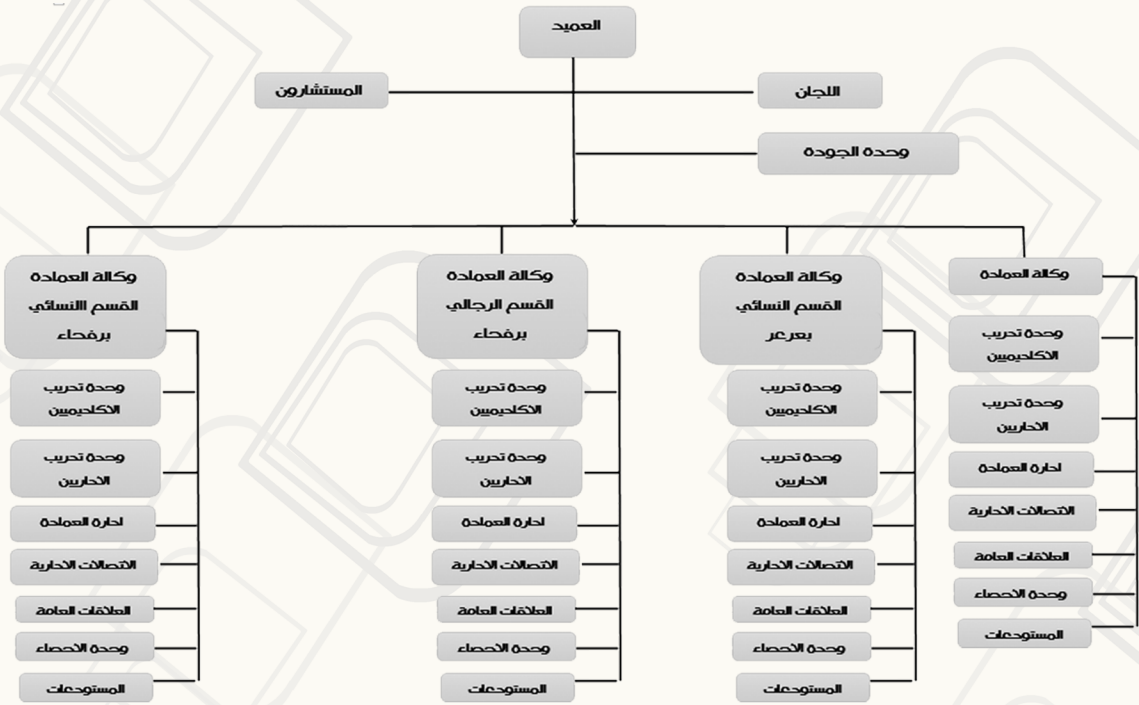 العميد
اللجان
المستشارون
وحدة الجودة
وكالة العمادة
وحدة تدريب
الاكاديميين
وحدة تدريب
الاداريين
ادارة العمادة
الاتصالات الادارية
العلاقات العامة
وحدة الاحصاء
المستودعات
وكالة العمادة
القسم النسائي
بعرعر
وحدة تدريب
الاكاديميين
وحدة تدريب
الاداريين
ادارة العمادة
الاتصالات الادارية
العلاقات العامة
وحدة الاحصاء
المستودعات
وكالة العمادة
القسم الرجالي
برفحاء
وحدة تدريب
الاكاديميين
وحدة تدريب
الاداريين
ادارة العمادة
الاتصالات الادارية
العلاقات العامة
وحدة الاحصاء
المستودعات
وكالة العمادة
القسم االنسائي
برفحاء
وحدة تدريب
الاكاديميين
وحدة تدريب
الاداريين
ادارة العمادة
الاتصالات الادارية
العلاقات العامة
وحدة الاحصاء
المستودعات